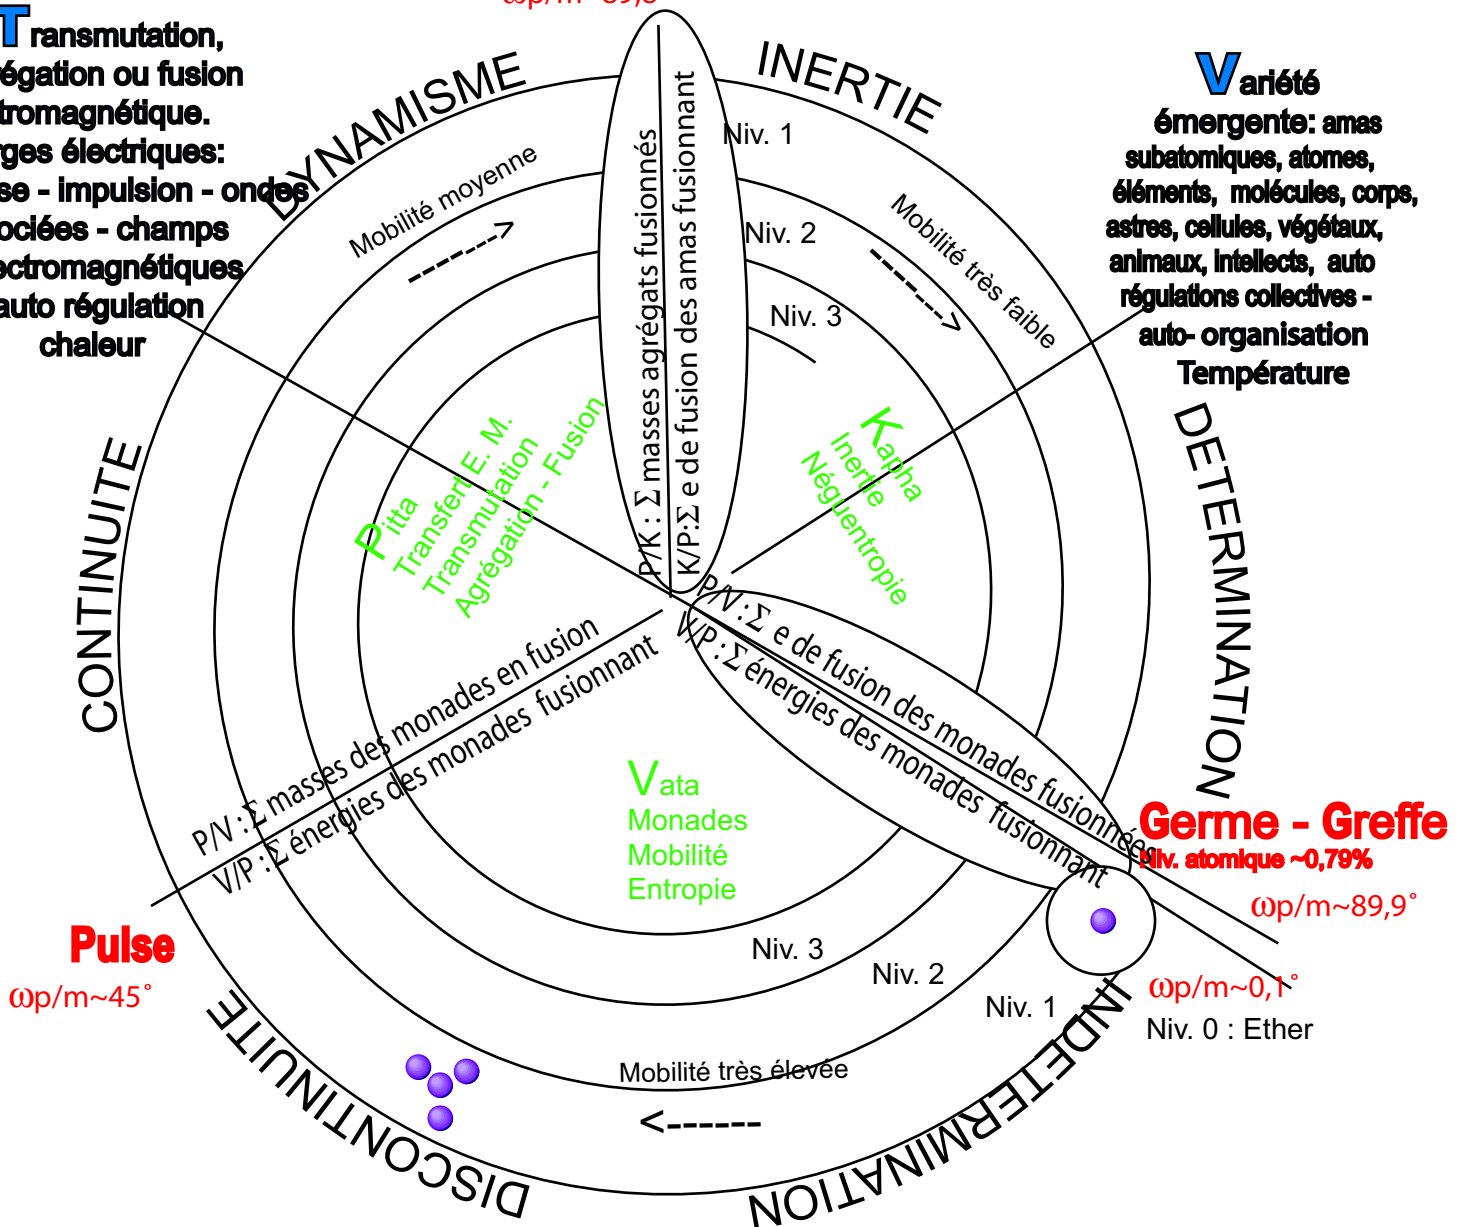 ωp/m~89,8
Transmutation,
régation ou fusion
tromagnétique.
rges électriques:
se - impulsion - ondes
ociées - champs
ectromagnétiques
auto régulation
chaleur
DYNAMISME
INERTIE
Variété
émergente: amas
subatomiques, atomes,
éléments, molécules, corps,
astres, cellules, végétaux,
animaux, intellects, auto
régulations collectives -
auto- organisation
Température
Mobilité moyenne
---->
Niv. 1
Niv. 2
Niv. 3
Mobilité très faible
---->
P/K : Σ masses agrégats fusionnés
K/P:Σ e de fusion des amas fusionnant
CONTINUITE
DETERMINATION
Pitta
Transfert E. M.
Transmutation
Agrégation - Fusion
Kapha
Inertie
Néguentropie
P/V : Σ e de fusion des monades fusionnées
V/P : Σ énergies des monades fusionnant
P/V : Σ masses des monades en fusion
V/P : Σ énergies des monades fusionnant
Vata
Monades
Mobilité
Entropie
Germe - Greffe
Niv. atomique ~0,79%
ωp/m~89,9˚
Pulse
ωp/m~45˚
Niv. 3
Niv. 2
Niv. 1
ωp/m~0,1˚
Niv. 0 : Ether
Mobilité très élevée
<------
DISCONTINUITE
INDETERMINATION